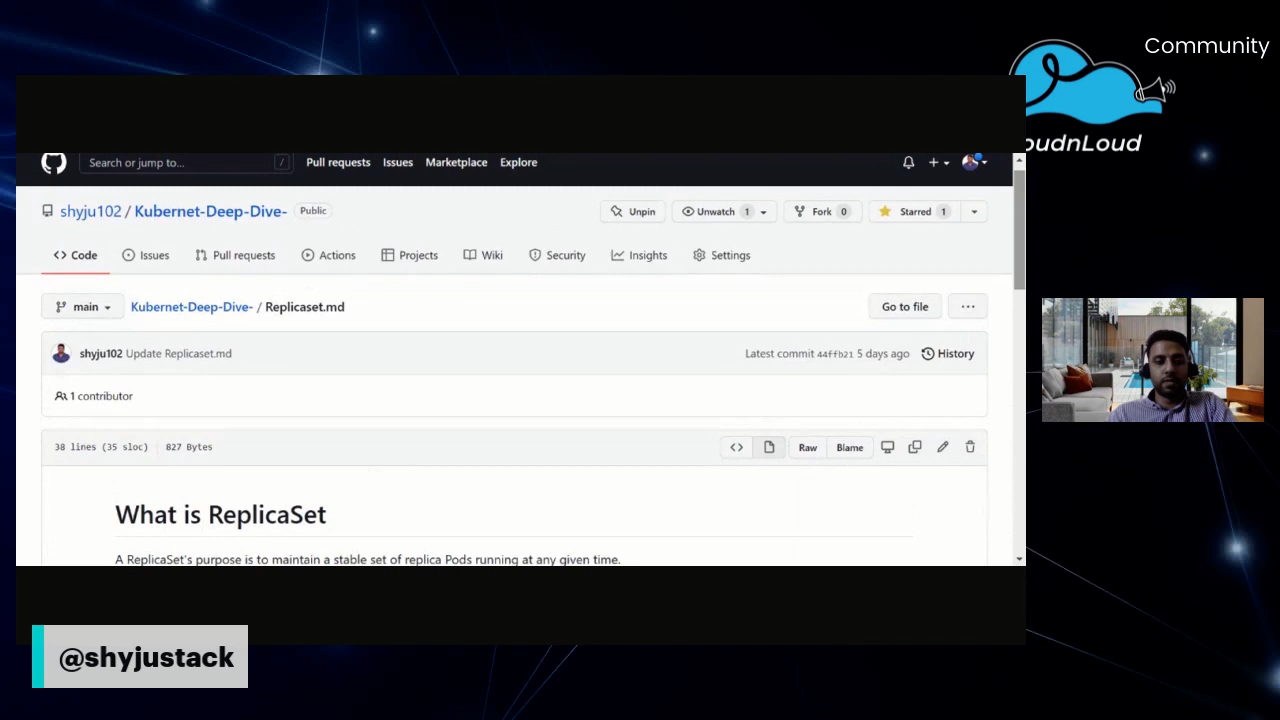 Community
oudnLoud
Search or jump to... /
Pull requests Issues Marketplace Explore
shyju102 / Kubernet-Deep-Dive- Public
Unpin Unwatch 1 Fork 0 Starred 1
Code Issues Pull requests Actions Projects Wiki Security Insights Settings
main Kubernet-Deep-Dive- / Replicaset.md Go to file ...
shyju102 Update Replicaset.md Latest commit 44ffb21 5 days ago History
1 contributor
38 lines (35 sloc) 827 Bytes <> Raw Blame
What is ReplicaSet
A ReplicaSet's purpose is to maintain a stable set of replica Pods running at any given time.
@shyjustack